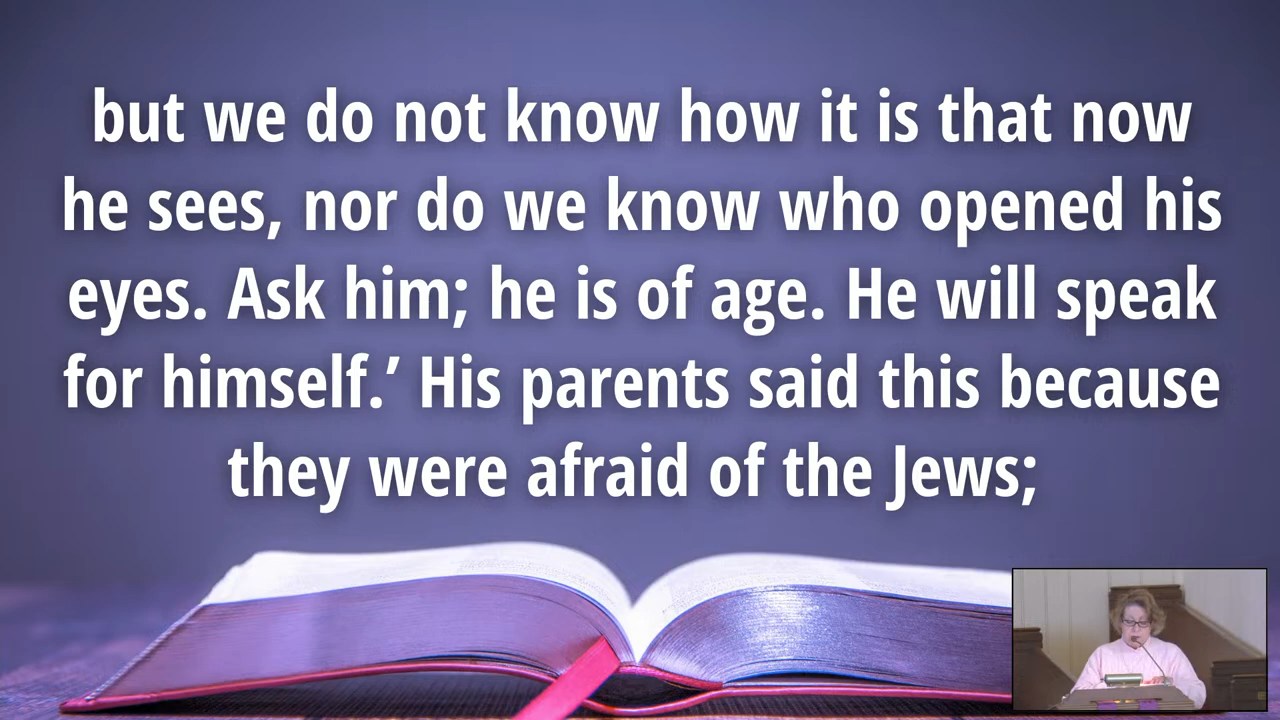 but we do not know how it is that now
he sees, nor do we know who opened his
eyes. Ask him; he is of age. He will speak
for himself.’ His parents said this because
they were afraid of the Jews;